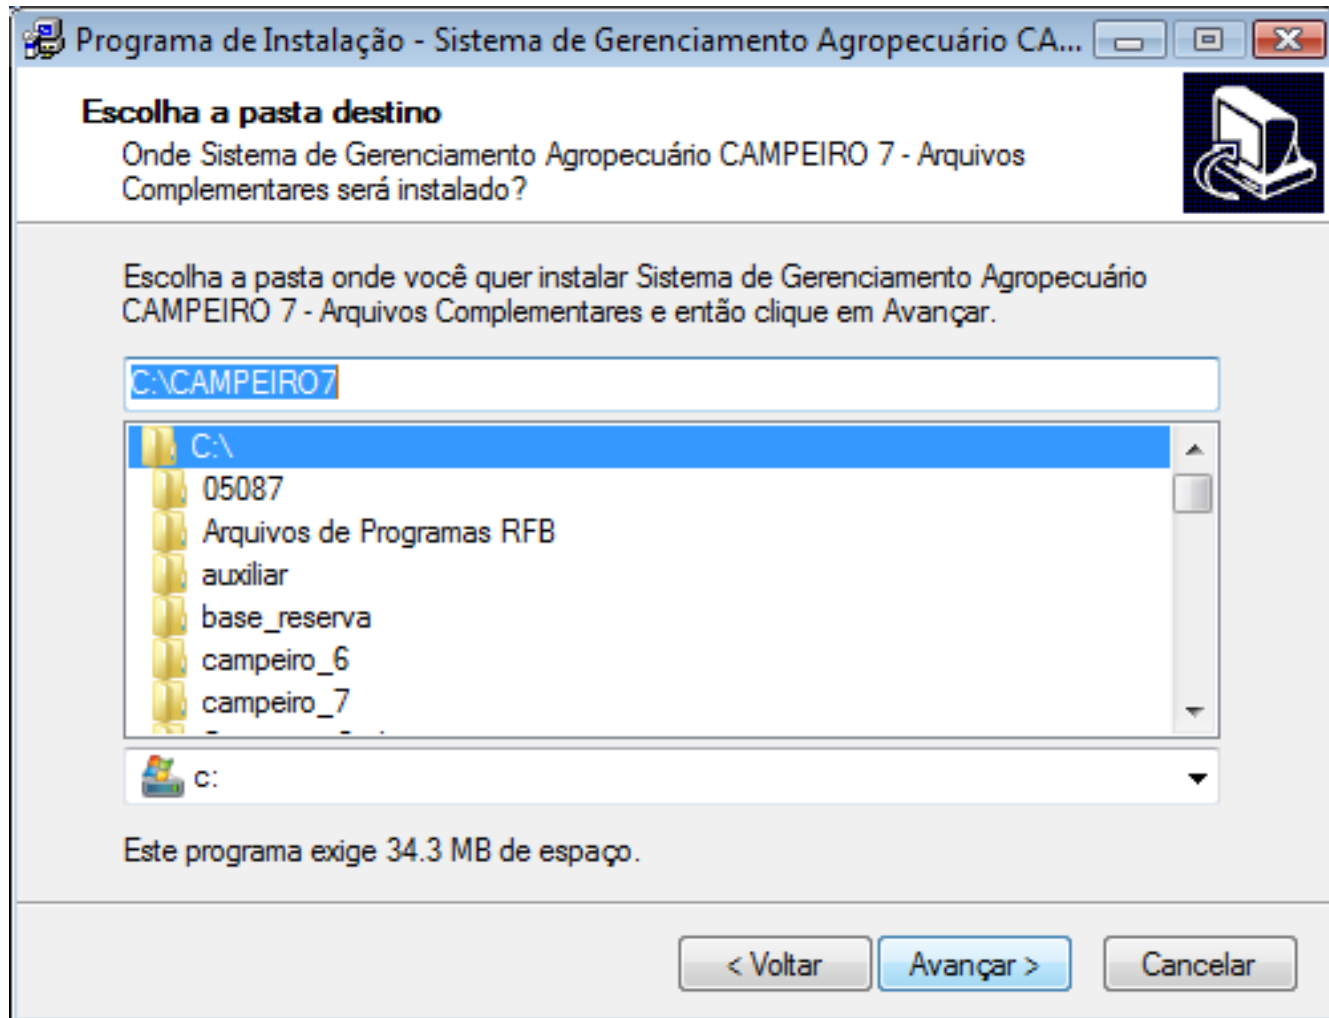 Programa de Instalação - Sistema de Gerenciamento Agropecuário CA...
Escolha a pasta destino
Onde Sistema de Gerenciamento Agropecuário CAMPEIRO 7 - Arquivos
Complementares será instalado?
Escolha a pasta onde você quer instalar Sistema de Gerenciamento Agropecuário
CAMPEIRO 7 - Arquivos Complementares e então clique em Avançar.
C:\CAMPEIRO7
C:\
05087
Arquivos de Programas RFB
auxiliar
base_reserva
campeiro_6
campeiro_7
c:
Este programa exige 34.3 MB de espaço.
< Voltar
Avançar >
Cancelar